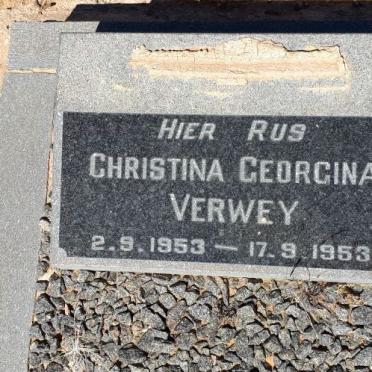 HIER RUS
CHRISTINA GEORGINA
VERWEY
2.9.1953 — 17.9.1953